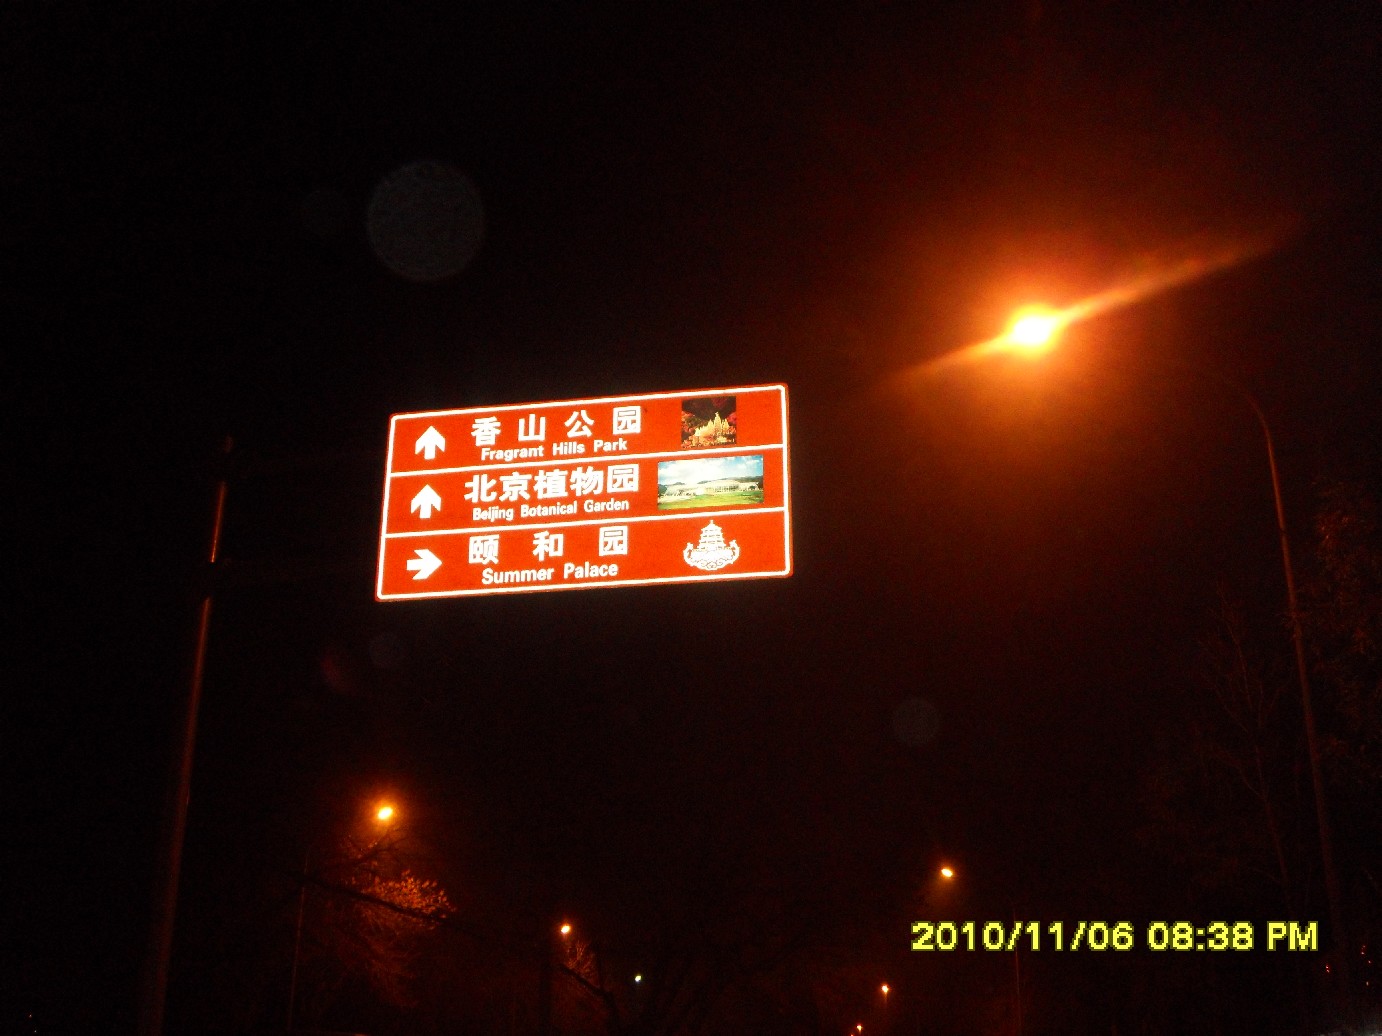 香山公园
Fragrant Hills Park
北京植物园
Beijing Botanical Garden
颐和园
Summer Palace
2010/11/06 08:38 PM